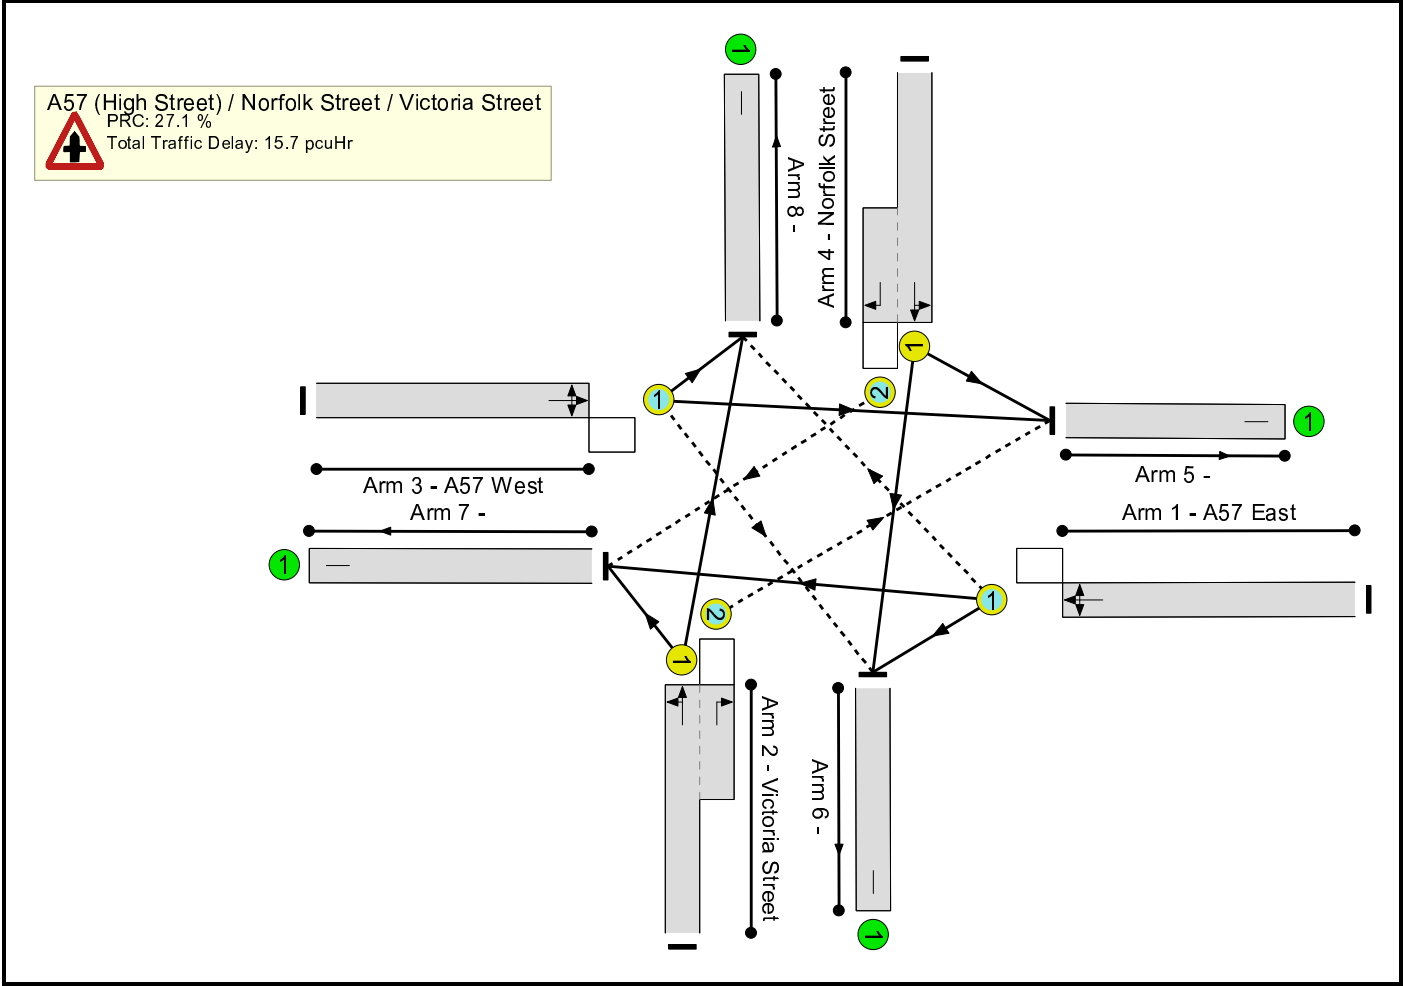 A57 (High Street) / Norfolk Street / Victoria Street
PRC: 27.1 %
Total Traffic Delay: 15.7 pcuHr
1
Arm 8 -
Arm 4 - Norfolk Street
1
2
1
1
Arm 3 - A57 West
Arm 5 -
Arm 7 -
Arm 1 - A57 East
1
1
2
1
Arm 2 - Victoria Street
Arm 6 -
1